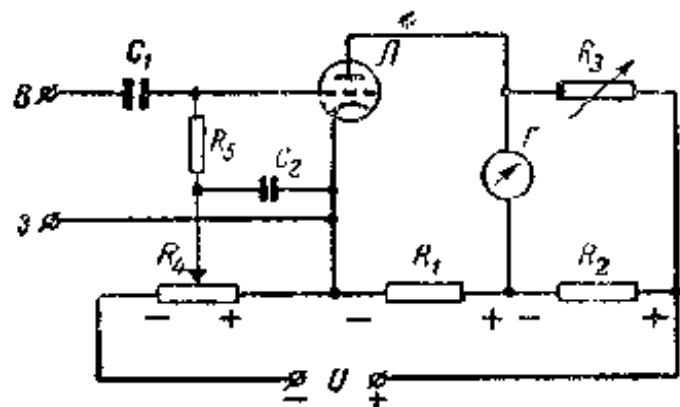 C₁
Л
R₃
В
R₅
C₂
Г
З
R₄
R₁
R₂
− +
− +
− +
U
− +